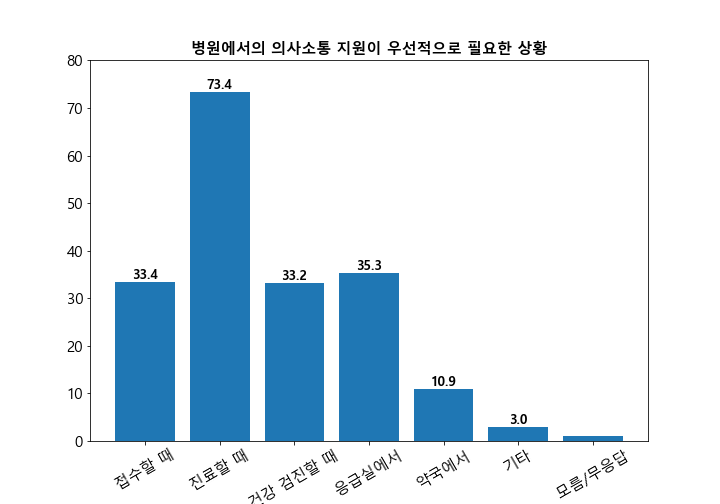 병원에서의 의사소통 지원이 우선적으로 필요한 상황
80
70
60
50
40
30
20
10
0
33.4
73.4
33.2
35.3
10.9
3.0
접수할 때
진료할 때
건강 검진할 때
응급실에서
약국에서
기타
모름/무응답